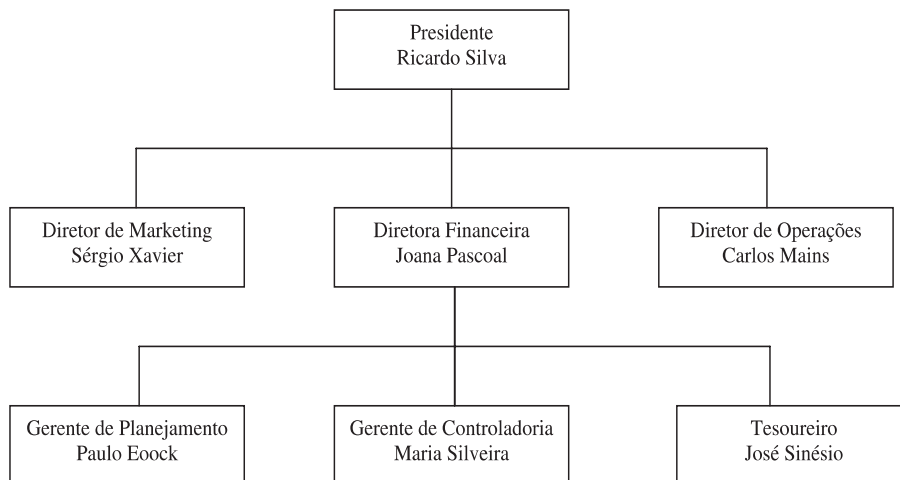 Presidente
Ricardo Silva
Diretor de Marketing
Sérgio Xavier
Diretora Financeira
Joana Pascoal
Diretor de Operações
Carlos Mains
Gerente de Planejamento
Paulo Eoock
Gerente de Controladoria
Maria Silveira
Tesoureiro
José Sinésio